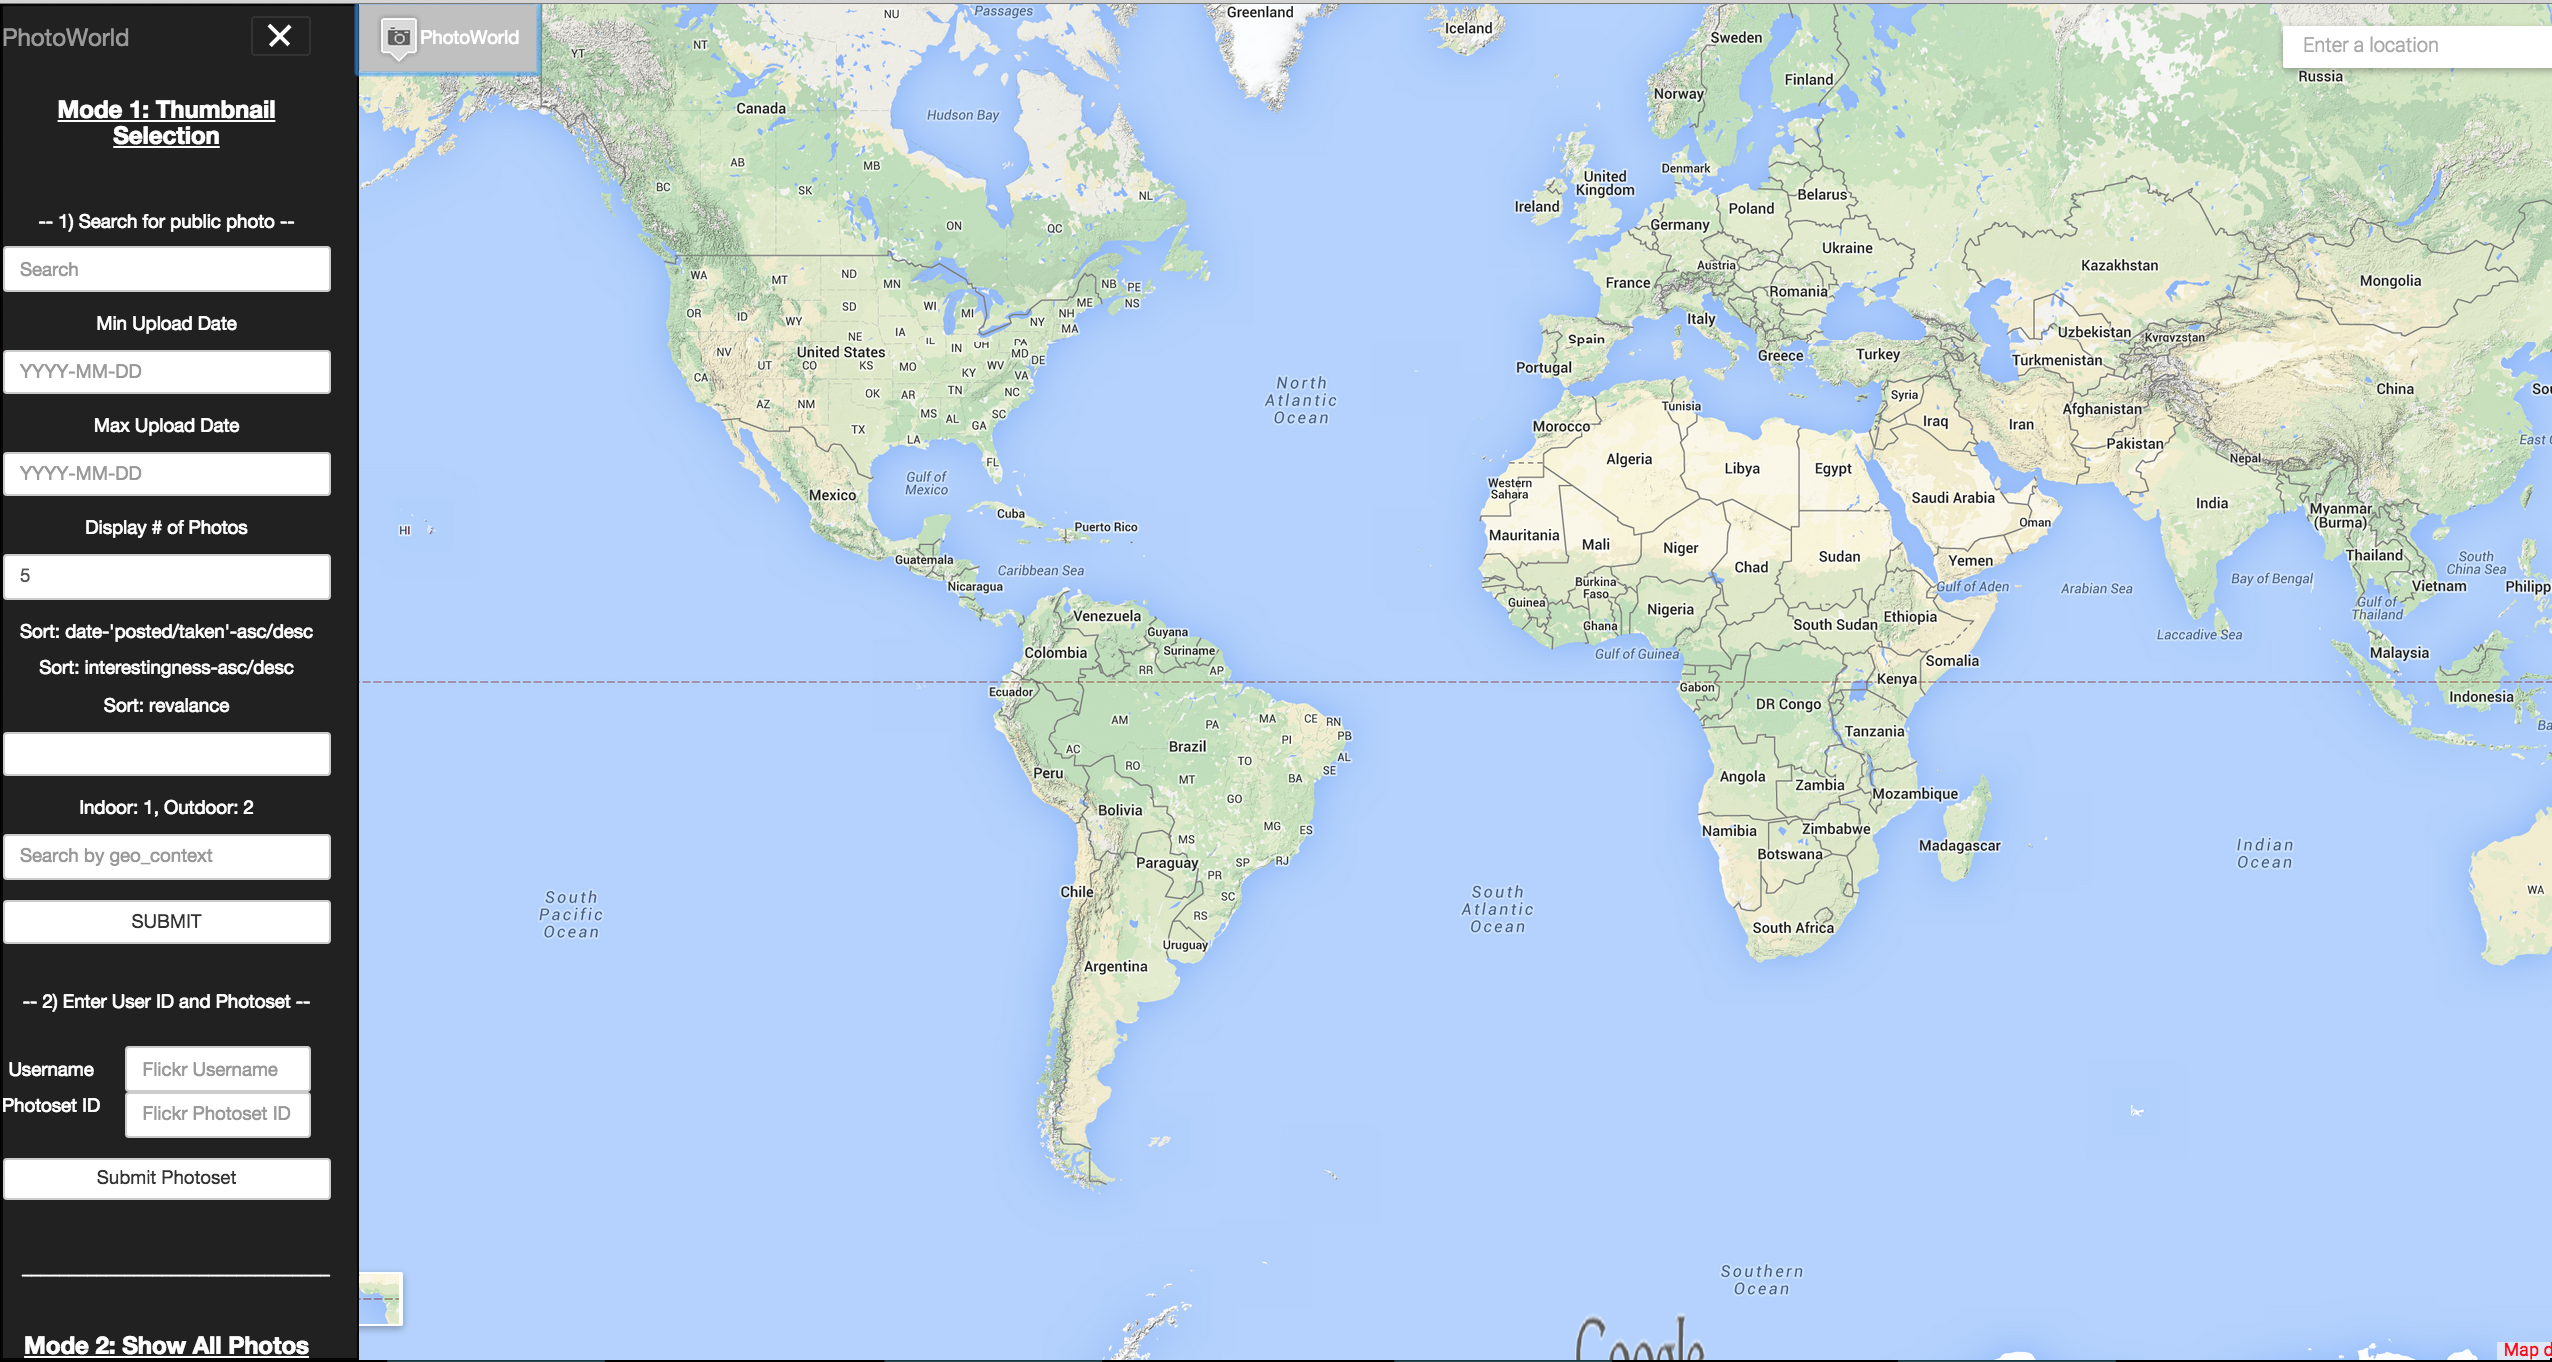 PhotoWorld
Mode 1: Thumbnail
Selection
-- 1) Search for public photo --
Search
Min Upload Date
YYYY-MM-DD
Max Upload Date
YYYY-MM-DD
Display # of Photos
5
Sort: date-'posted/taken'-asc/desc
Sort: interestingness-asc/desc
Sort: revalance
Indoor: 1, Outdoor: 2
Search by geo_context
SUBMIT
-- 2) Enter User ID and Photoset --
Username
Flickr Username
Photoset ID
Flickr Photoset ID
Submit Photoset
Mode 2: Show All Photos
PhotoWorld
Enter a location
NU
Passages
Greenland
Iceland
Sweden
Finland
Norway
Russia
YT
NT
Canada
Hudson Bay
AB
MB
BC
SK
ON
QC
NL
NB
PE
NS
Denmark
United
Kingdom
Ireland
Belarus
Poland
Germany
Ukraine
Austria
France
Romania
Kazakhstan
Mongolia
Italy
Spain
Portugal
Greece
Turkey
Uzbekistan
Kyrgyzstan
Turkmenistan
China
Sou
WA
MT
ND
MN
OR
ID
SD
WI
MI
ME
WY
NY
NH
MA
NE
IA
IL
IN
OH
PA
MD
DE
NV
UT
United States
CO
KS
MO
KY
WV
VA
CA
OK
AR
TN
NC
AZ
NM
MS
AL
SC
GA
TX
LA
FL
North
Atlantic
Ocean
Gulf of
Mexico
Mexico
Cuba
Puerto Rico
HI
Guatemala
Caribbean Sea
Nicaragua
Tunisia
Morocco
Syria
Iraq
Iran
Afghanistan
Pakistan
Nepal
East
Algeria
Libya
Egypt
Western
Sahara
Saudi Arabia
India
Oman
Myanmar
(Burma)
Mauritania
Mali
Niger
Chad
Sudan
Yemen
Thailand
South
China Sea
Burkina
Faso
Gulf of Aden
Arabian Sea
Bay of Bengal
Vietnam
Philipp
Guinea
Nigeria
Ethiopia
Gulf of
Thailand
Ghana
South Sudan
Laccadive Sea
Gulf of Guinea
Somalia
Malaysia
Venezuela
Guyana
Colombia
Suriname
RR
AP
Ecuador
Gabon
Kenya
Indonesia
DR Congo
Ba
AM
PA
MA
CE
RN
Tanzania
PB
PI
Brazil
AC
TO
AL
RO
SE
Peru
MT
BA
Angola
Zambia
Mozambique
GO
Bolivia
MG
ES
Namibia
Zimbabwe
MS
Madagascar
Botswana
Indian
Ocean
Paraguay
SP
RJ
PR
Chile
SC
WA
South
Pacific
Ocean
South
Atlantic
Ocean
RS
South Africa
Uruguay
Argentina
Southern
Ocean
Google
Map d